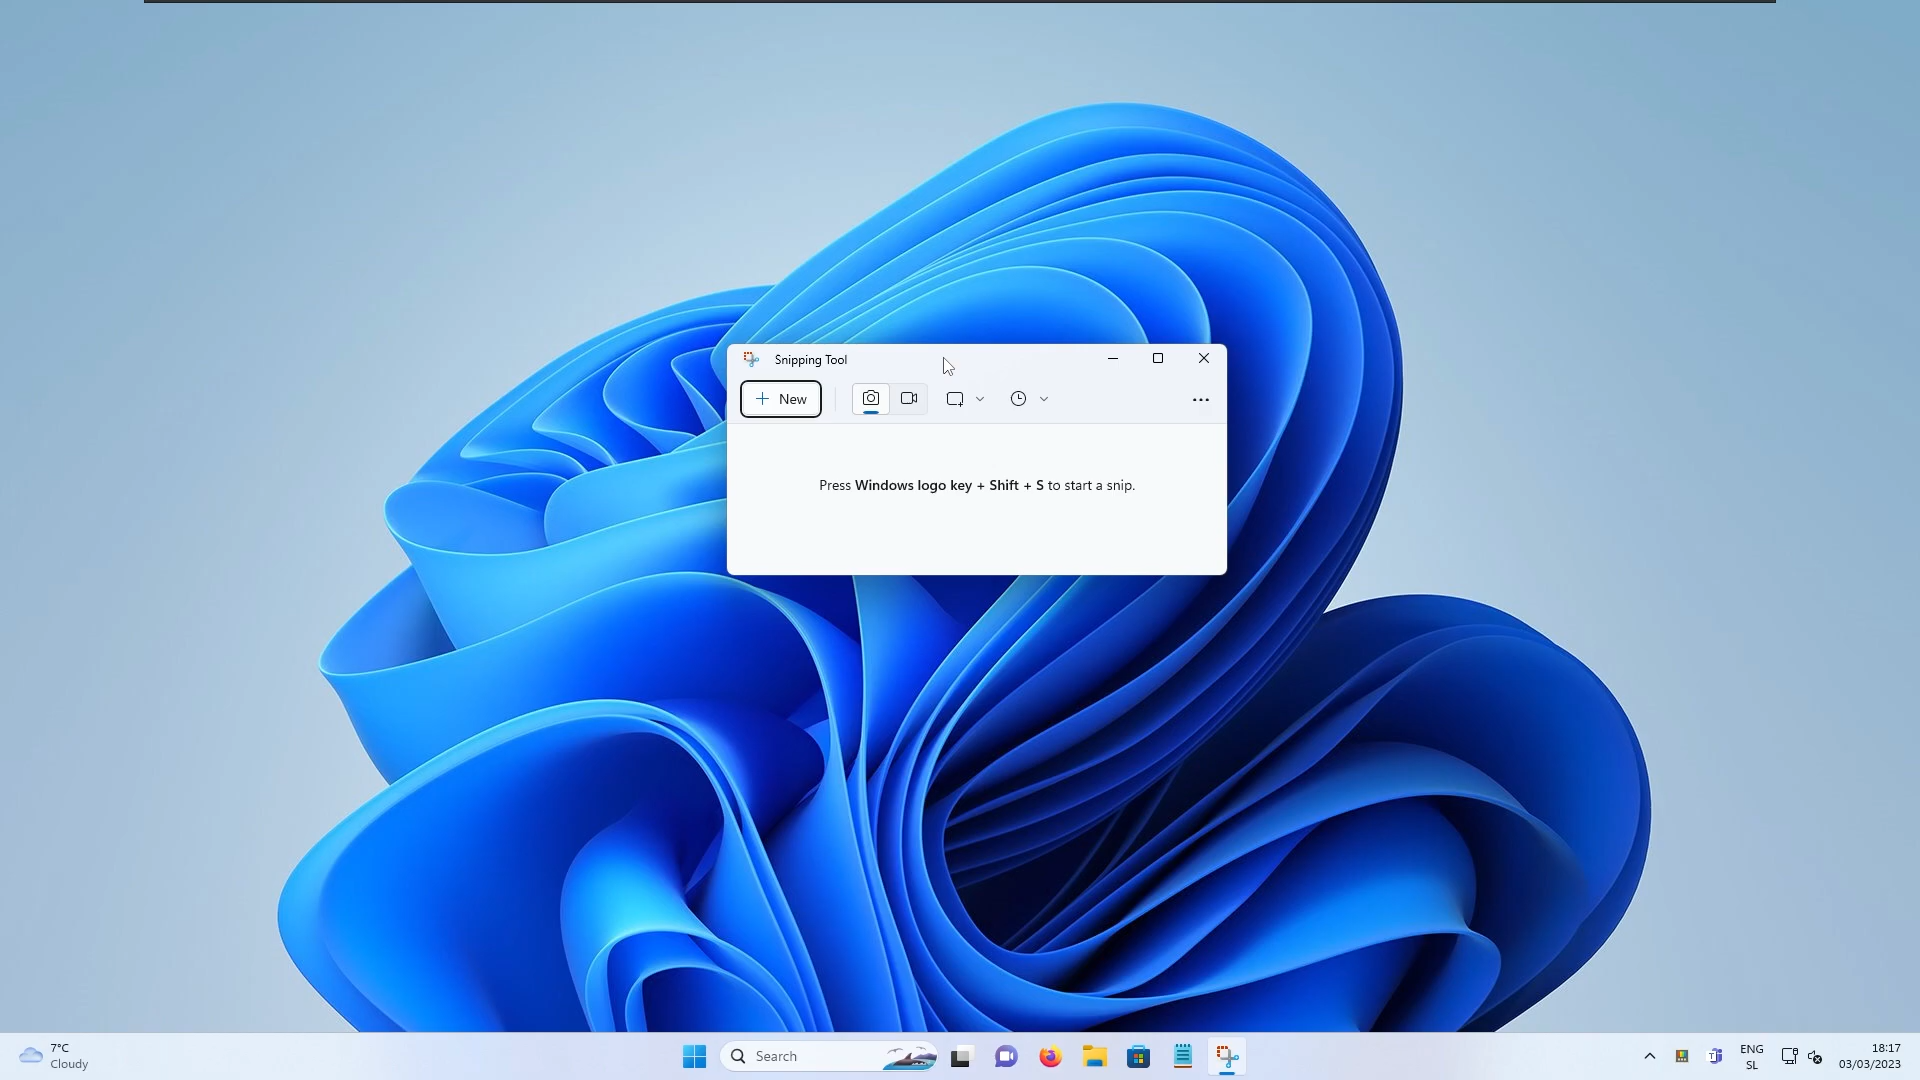 Snipping Tool
New
Press Windows logo key + Shift + S to start a snip.
7°C
Cloudy
Search
ENG
SL
18:17
03/03/2023